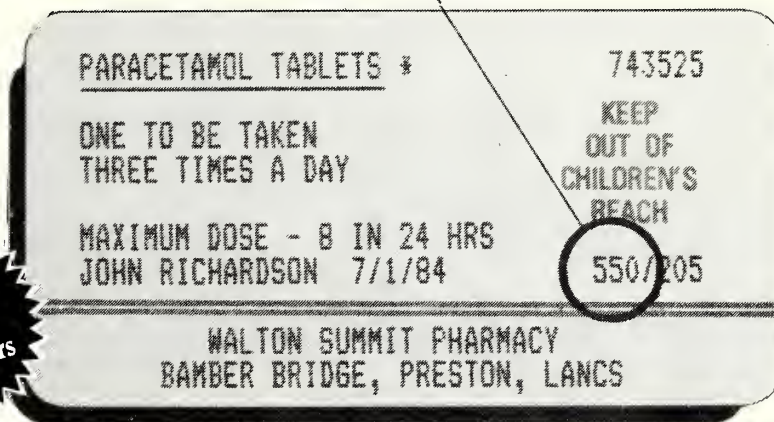 PARACETAMOL TABLETS * 743525
ONE TO BE TAKEN
THREE TIMES A DAY
KEEP
OUT OF
CHILDREN'S
REACH
MAXIMUM DOSE - 8 IN 24 HRS
JOHN RICHARDSON 7/1/84 550/205
WALTON SUMMIT PHARMACY
BAMBER BRIDGE, PRESTON, LANCS